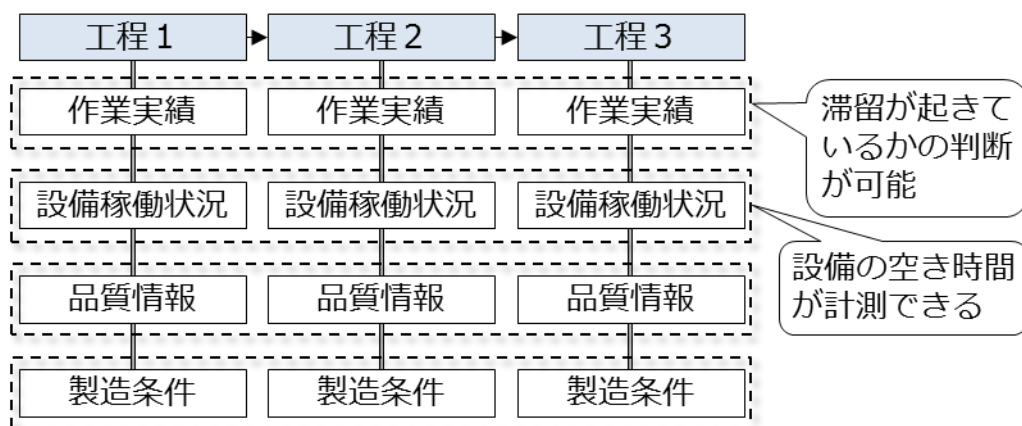 工程１ 工程２ 工程３
作業実績 作業実績 作業実績
滞留が起きて
いるかの判断
が可能
設備稼働状況 設備稼働状況 設備稼働状況
設備の空き時間
が計測できる
品質情報 品質情報 品質情報
製造条件 製造条件 製造条件